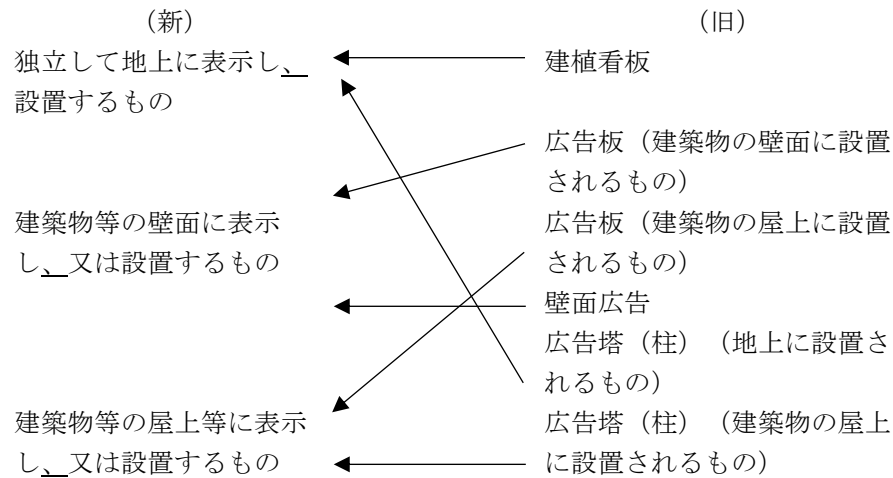 （新）
独立して地上に表示し、
設置するもの
建築物等の壁面に表示
し、又は設置するもの
建築物等の屋上等に表示
し、又は設置するもの
（旧）
建植看板
広告板（建築物の壁面に設置
されるもの）
広告板（建築物の屋上に設置
されるもの）
壁面広告
広告塔（柱）（地上に設置さ
れるもの）
広告塔（柱）（建築物の屋上
に設置されるもの）